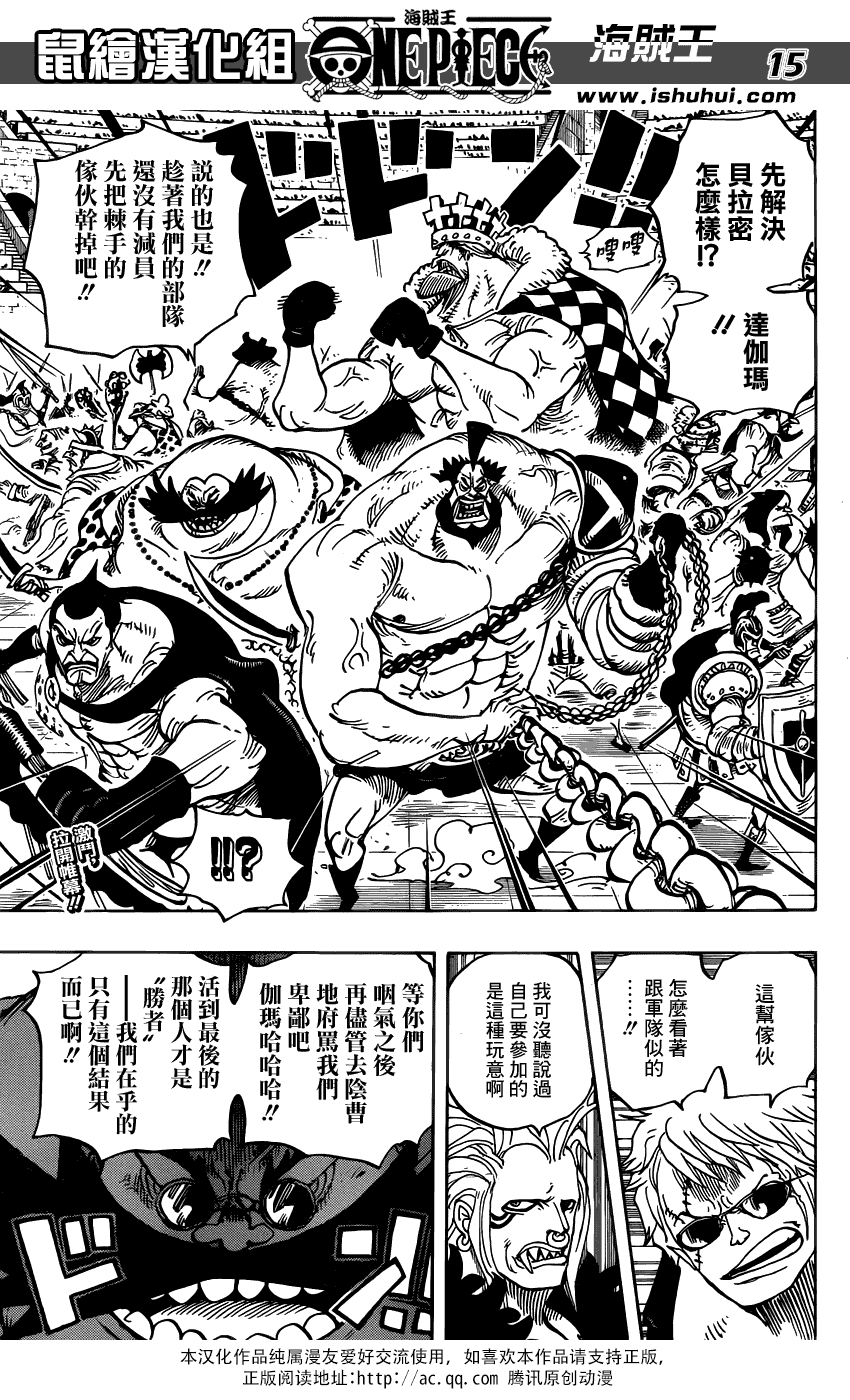 鼠繪漢化組
海賊王
ONE PIECE
海賊王
15
www.ishuhui.com
先解決
貝拉密
怎麼樣!?
達伽瑪
!!
嗖嗖
ドドーン!!
說的也是!!
趁著我們的部隊
還沒有減員
先把棘手的
傢伙幹掉吧!!
!!?
激鬥,
拉開帷幕!!
這幫傢伙
怎麼看著
跟軍隊似的
……!!
我可沒聽說過
自己要參加的
是這種玩意啊
等你們
咽氣之後
再儘管去陰曹
地府罵我們
卑鄙吧
伽瑪哈哈哈!!
活到最後的
那個人才是
“勝者”
——我們在乎的
只有這個結果
而已啊!!
ドドン!!
本汉化作品纯属漫友爱好交流使用，如喜欢本作品请支持正版，
正版阅读地址:http://ac.qq.com 腾讯原创动漫